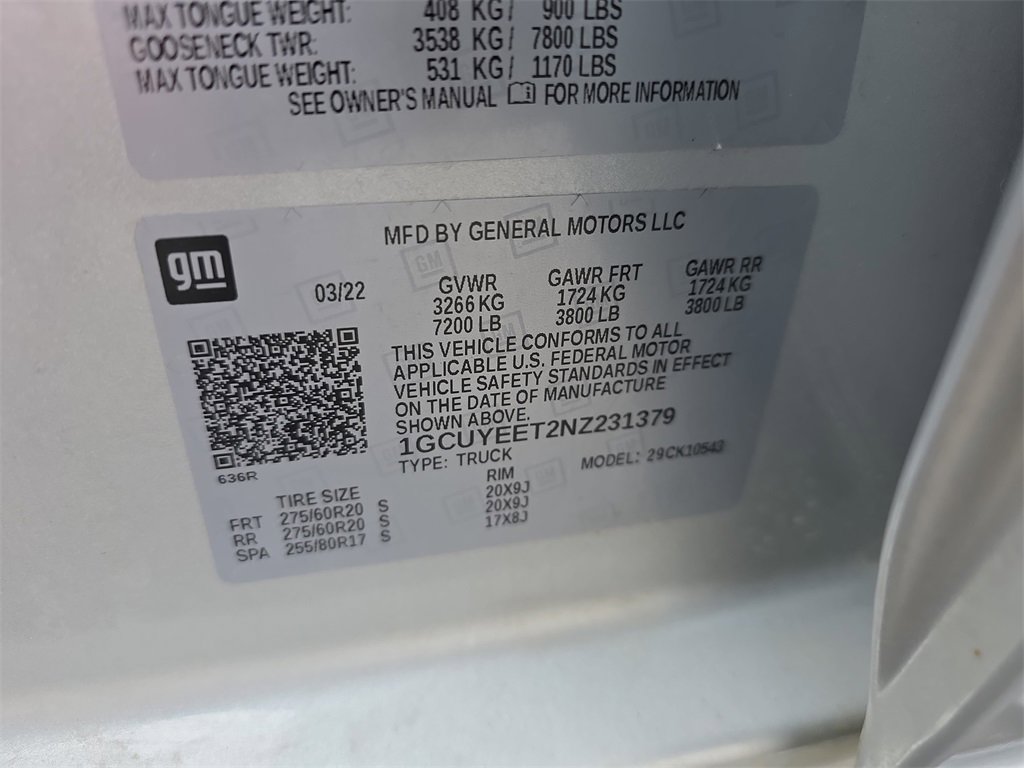 MAX TONGUE WEIGHT: 408 KG/ 900 LBS
GOOSENECK TWR: 3538 KG/ 7800 LBS
MAX TONGUE WEIGHT: 531 KG/ 1170 LBS
SEE OWNER'S MANUAL FOR MORE INFORMATION
gm
MFD BY GENERAL MOTORS LLC
03/22 GVWR GAWR FRT GAWR RR
3266 KG 1724 KG 1724 KG
7200 LB 3800 LB 3800 LB
THIS VEHICLE CONFORMS TO ALL
APPLICABLE U.S. FEDERAL MOTOR
VEHICLE SAFETY STANDARDS IN EFFECT
ON THE DATE OF MANUFACTURE
SHOWN ABOVE.
1GCUYEET2NZ231379
TYPE: TRUCK MODEL: 29CK10543
636R
TIRE SIZE RIM
FRT 275/60R20 S 20X9J
RR 275/60R20 S 20X9J
SPA 255/80R17 S 17X8J